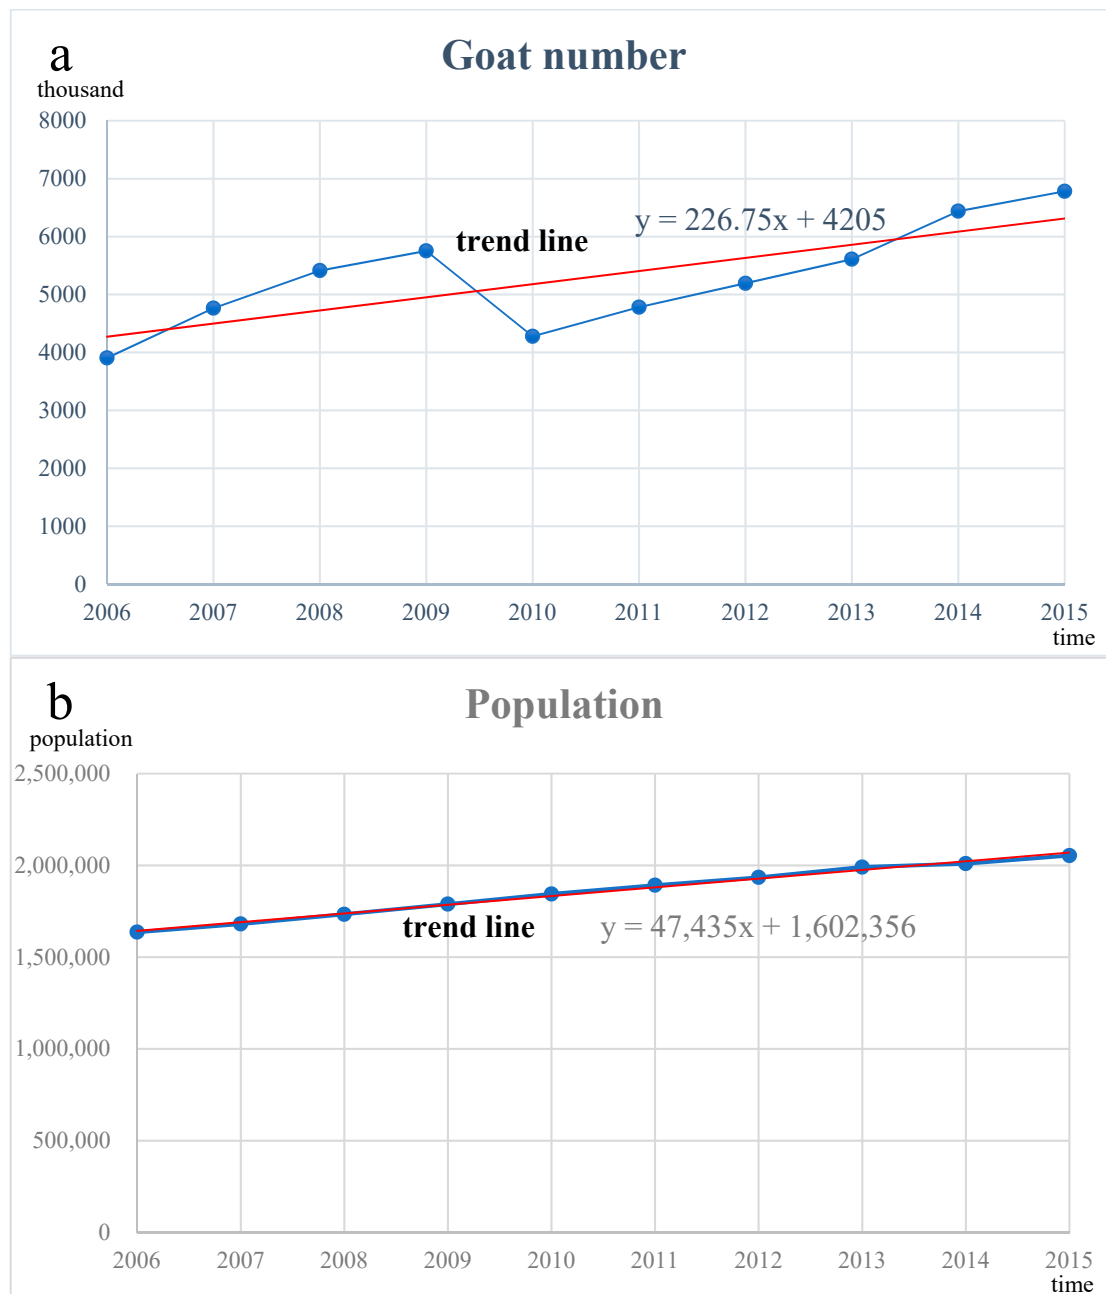 a
Goat number
thousand
8000
7000
y = 226.75x + 4205
6000
trend line
5000
4000
3000
2000
1000
0
2006 2007 2008 2009 2010 2011 2012 2013 2014 2015
time
b
Population
population
2,500,000
2,000,000
trend line y = 47,435x + 1,602,356
1,500,000
1,000,000
500,000
0
2006 2007 2008 2009 2010 2011 2012 2013 2014 2015
time